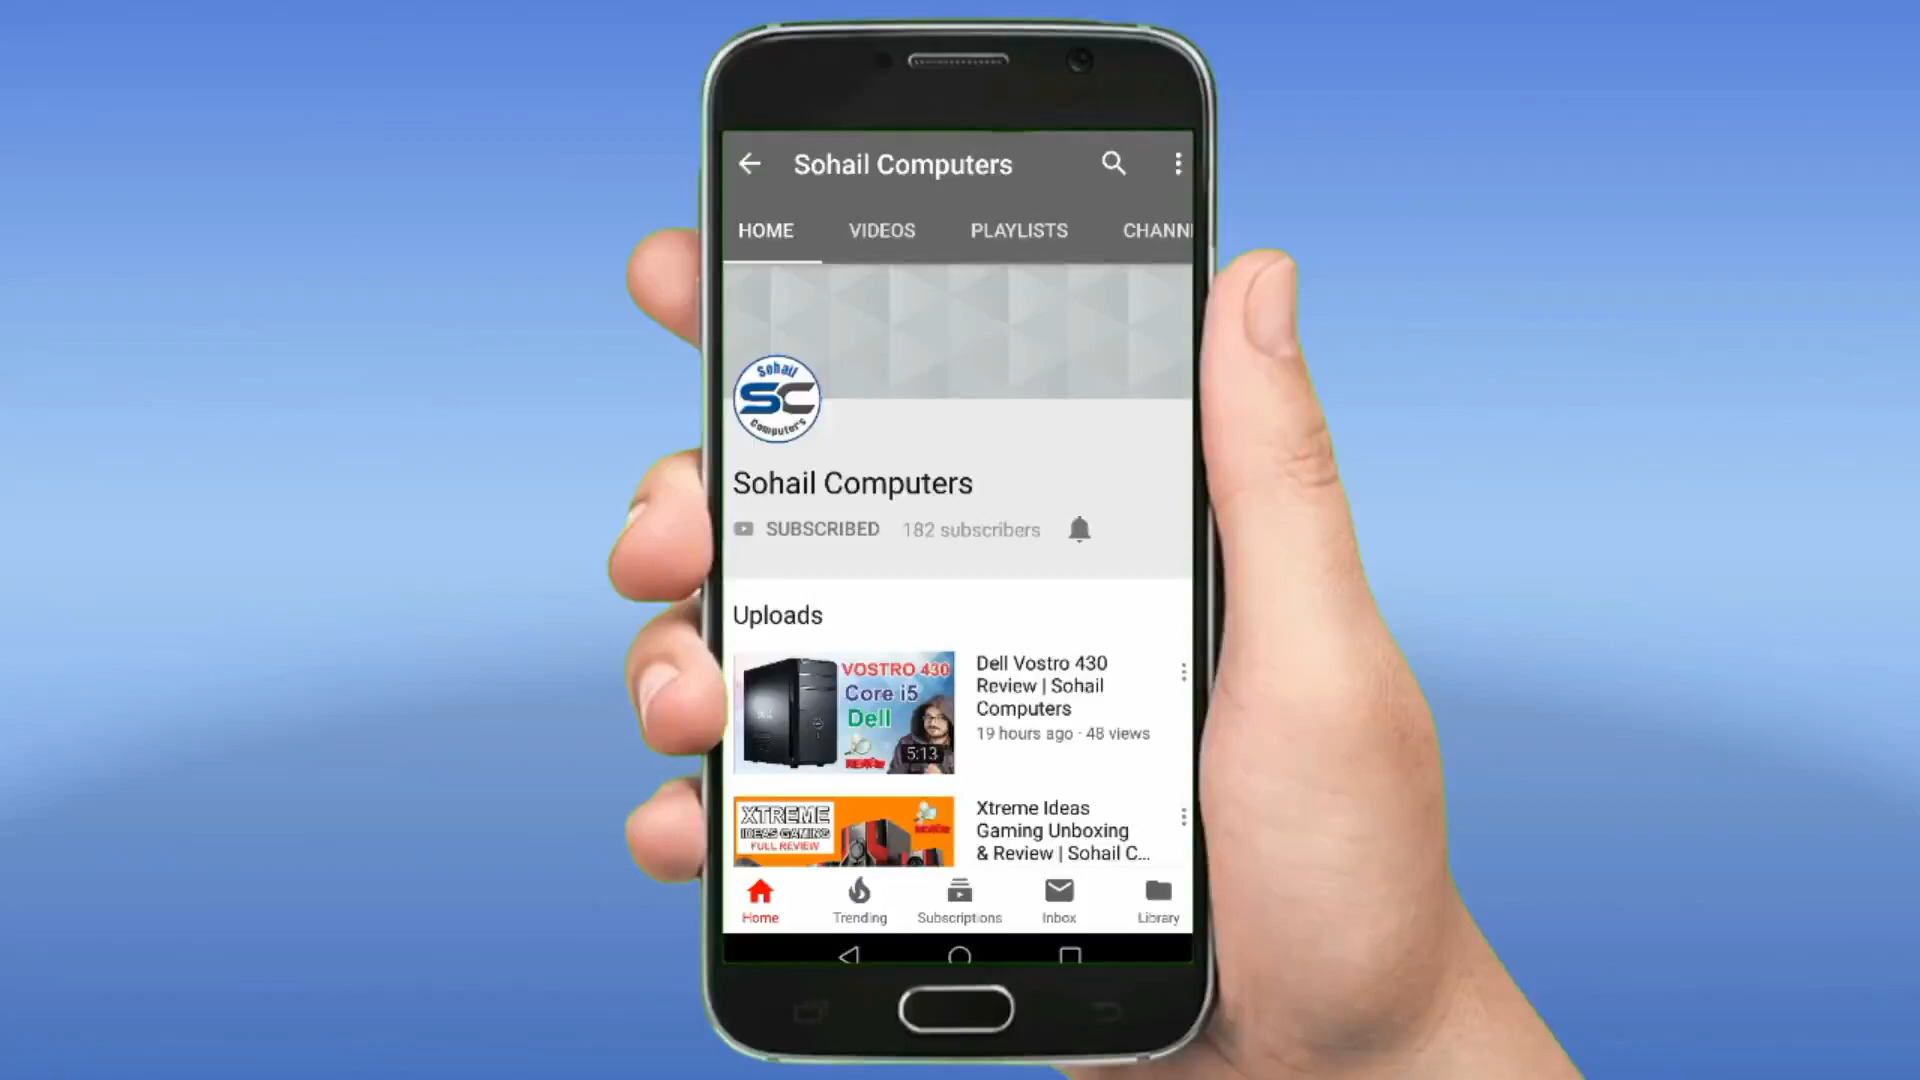 Sohail Computers
HOME VIDEOS PLAYLISTS CHANN
Sohail
SC
Computers
Sohail Computers
SUBSCRIBED 182 subscribers
Uploads
VOSTRO 430
Core i5
Dell
REVIEW
5:13
Dell Vostro 430
Review | Sohail
Computers
19 hours ago · 48 views
XTREME
IDEAS GAMING
FULL REVIEW
Xtreme Ideas
Gaming Unboxing
& Review | Sohail C...
Home Trending Subscriptions Inbox Library